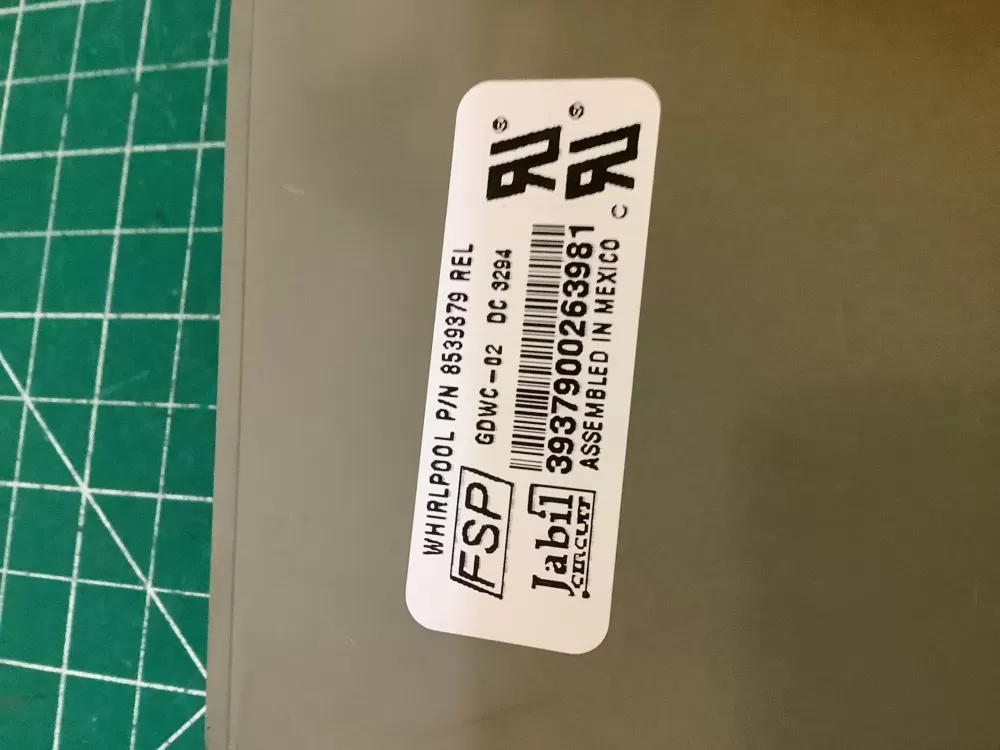 WHIRLPOOL P/N 8539379 REL
FSP
GDWC-02 DC 3294
3937900263981
ASSEMBLED IN MEXICO
Jabil
CIRCUIT
C